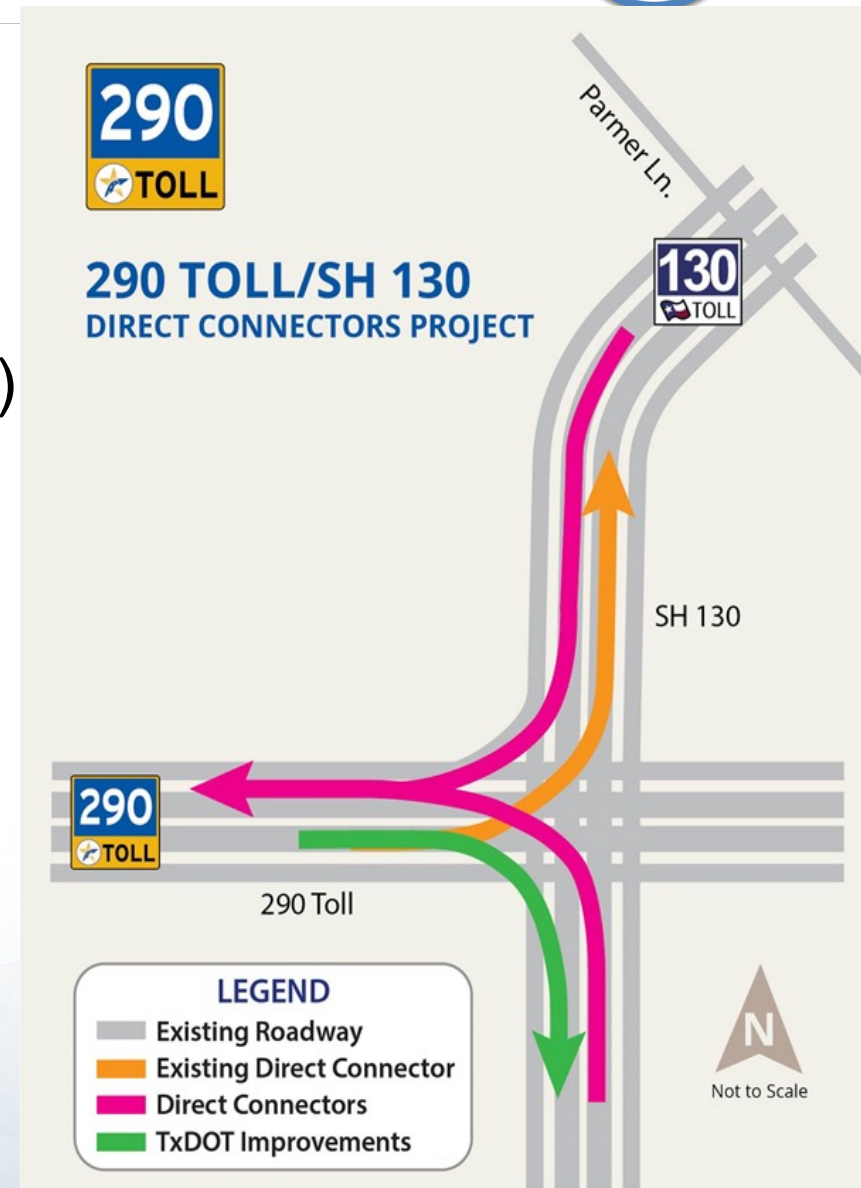 290
TOLL
290 TOLL/SH 130
DIRECT CONNECTORS PROJECT
)
Parmer Ln.
130
TOLL
SH 130
290
TOLL
290 Toll
LEGEND
Existing Roadway
Existing Direct Connector
Direct Connectors
TxDOT Improvements
N
Not to Scale